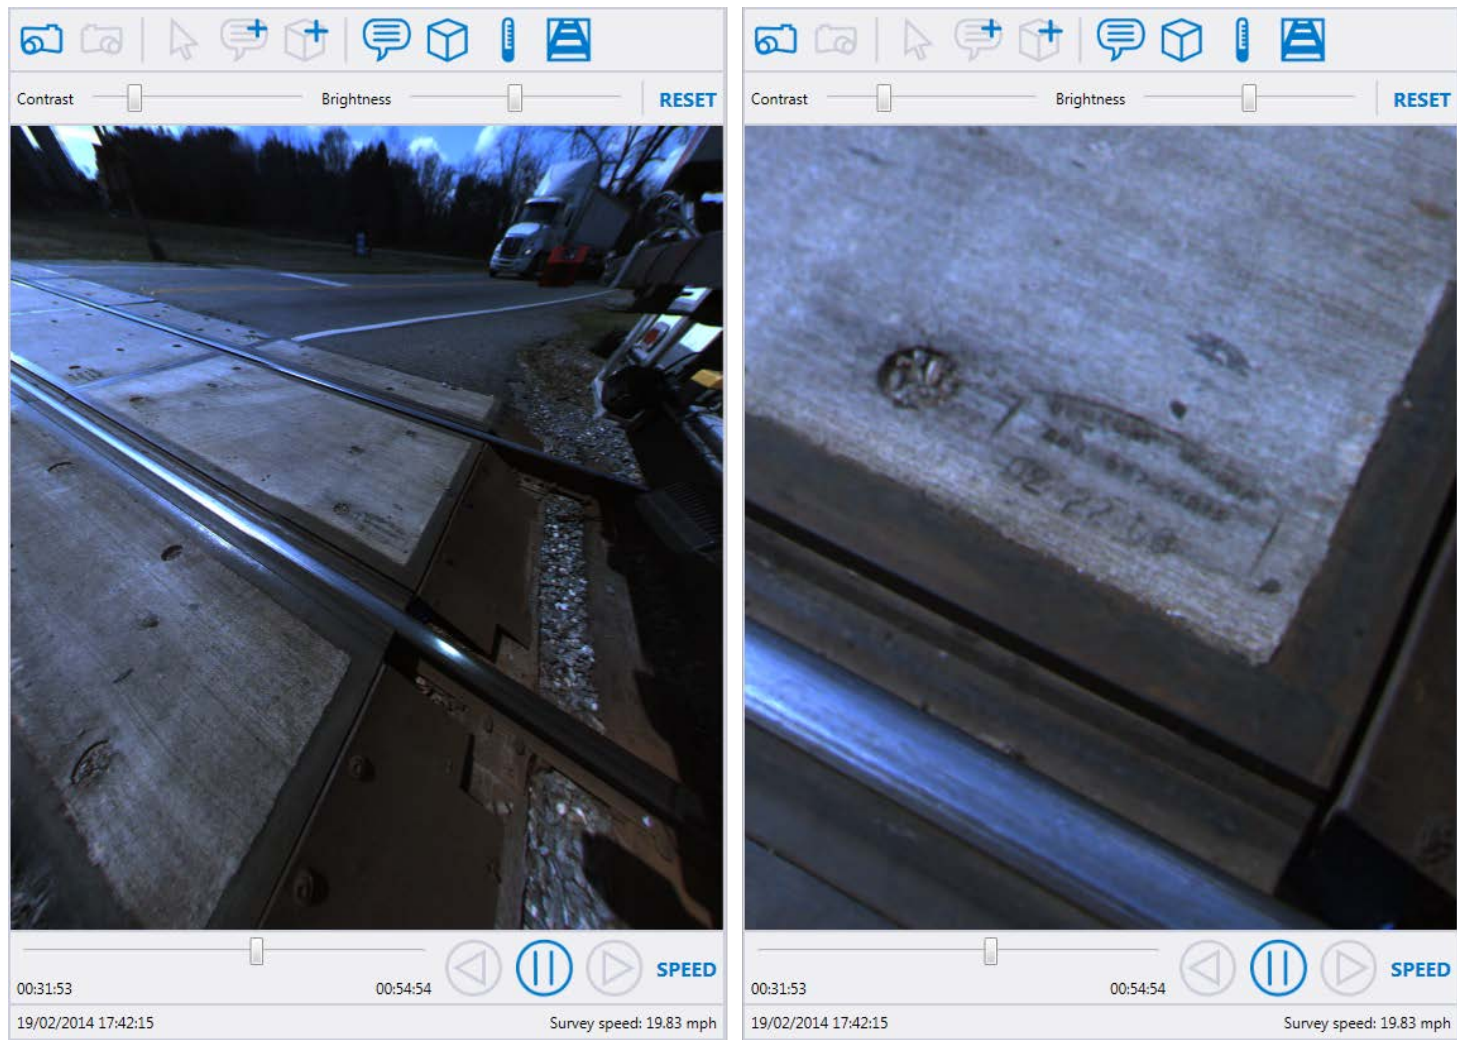 Contrast
Brightness
RESET
00:31:53
00:54:54
SPEED
19/02/2014 17:42:15
Survey speed: 19.83 mph
Contrast
Brightness
RESET
00:31:53
00:54:54
SPEED
19/02/2014 17:42:15
Survey speed: 19.83 mph